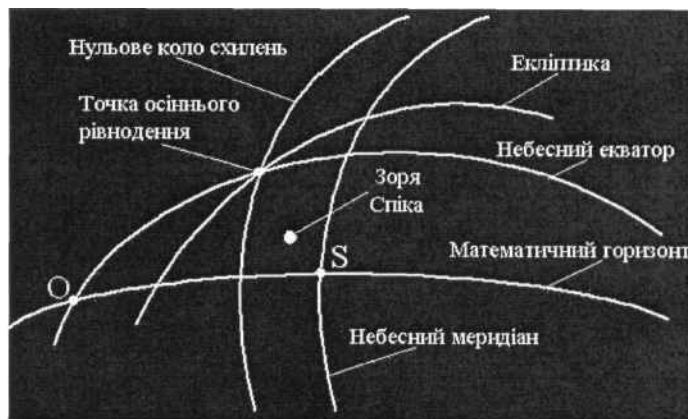 Нульове коло схилень
Екліптика
Точка осіннього
рівнодення
Небесний екватор
Зоря
Спіка
Математичний горизонт
S
O
Небесний меридіан